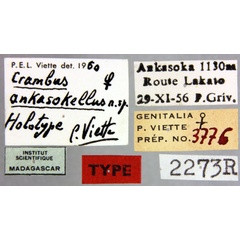 P.E.L. Viette det. 1960
Crambus ♀
ankasokellus n.sp.
Holotype P. Viette
INSTITUT
SCIENTIFIQUE
MADAGASCAR
Ankasoka 1130m
Route Lakato
29-XI-56 P.Griv.
GENITALIA ♀
P. VIETTE
PRÉP. NO. 3776
TYPE
2273R